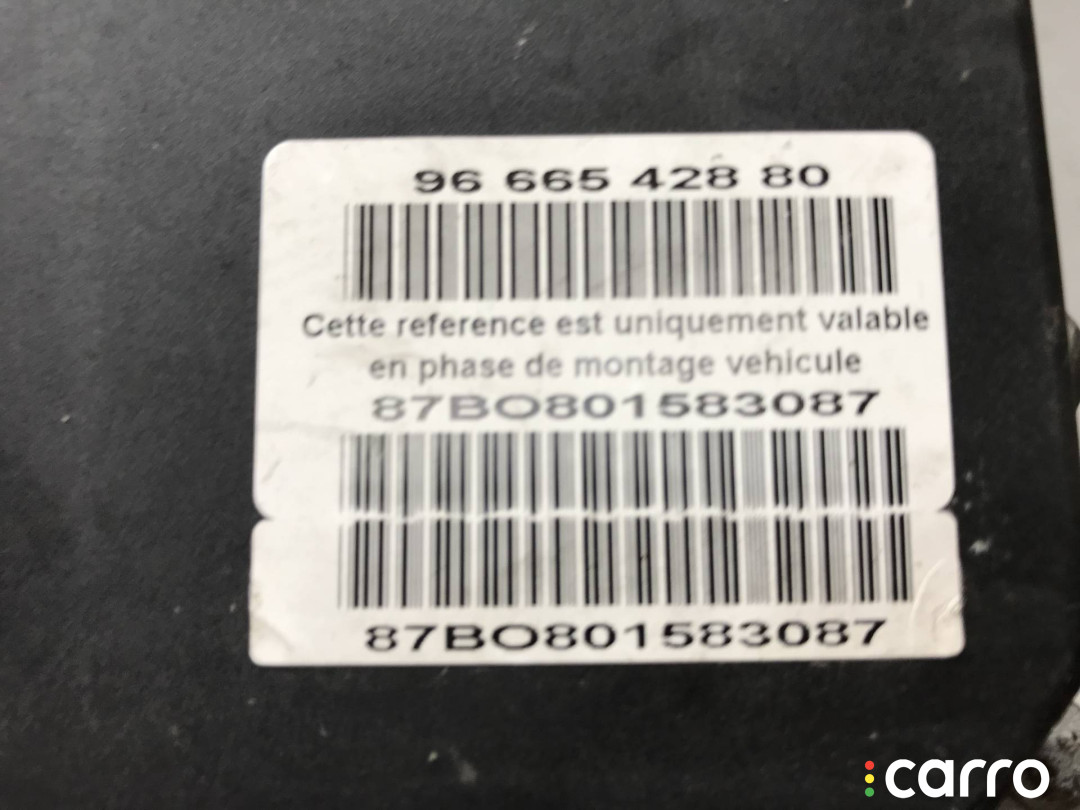 96 665 428 80
Cette reference est uniquement valable
en phase de montage vehicule
87BO801583087
87BO801583087
carro